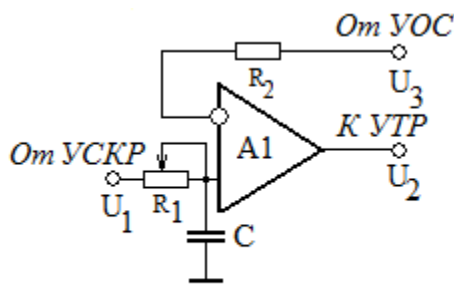 От УОС
R2
U3
A1
К УТР
От УСКР
U2
U1
R1
C